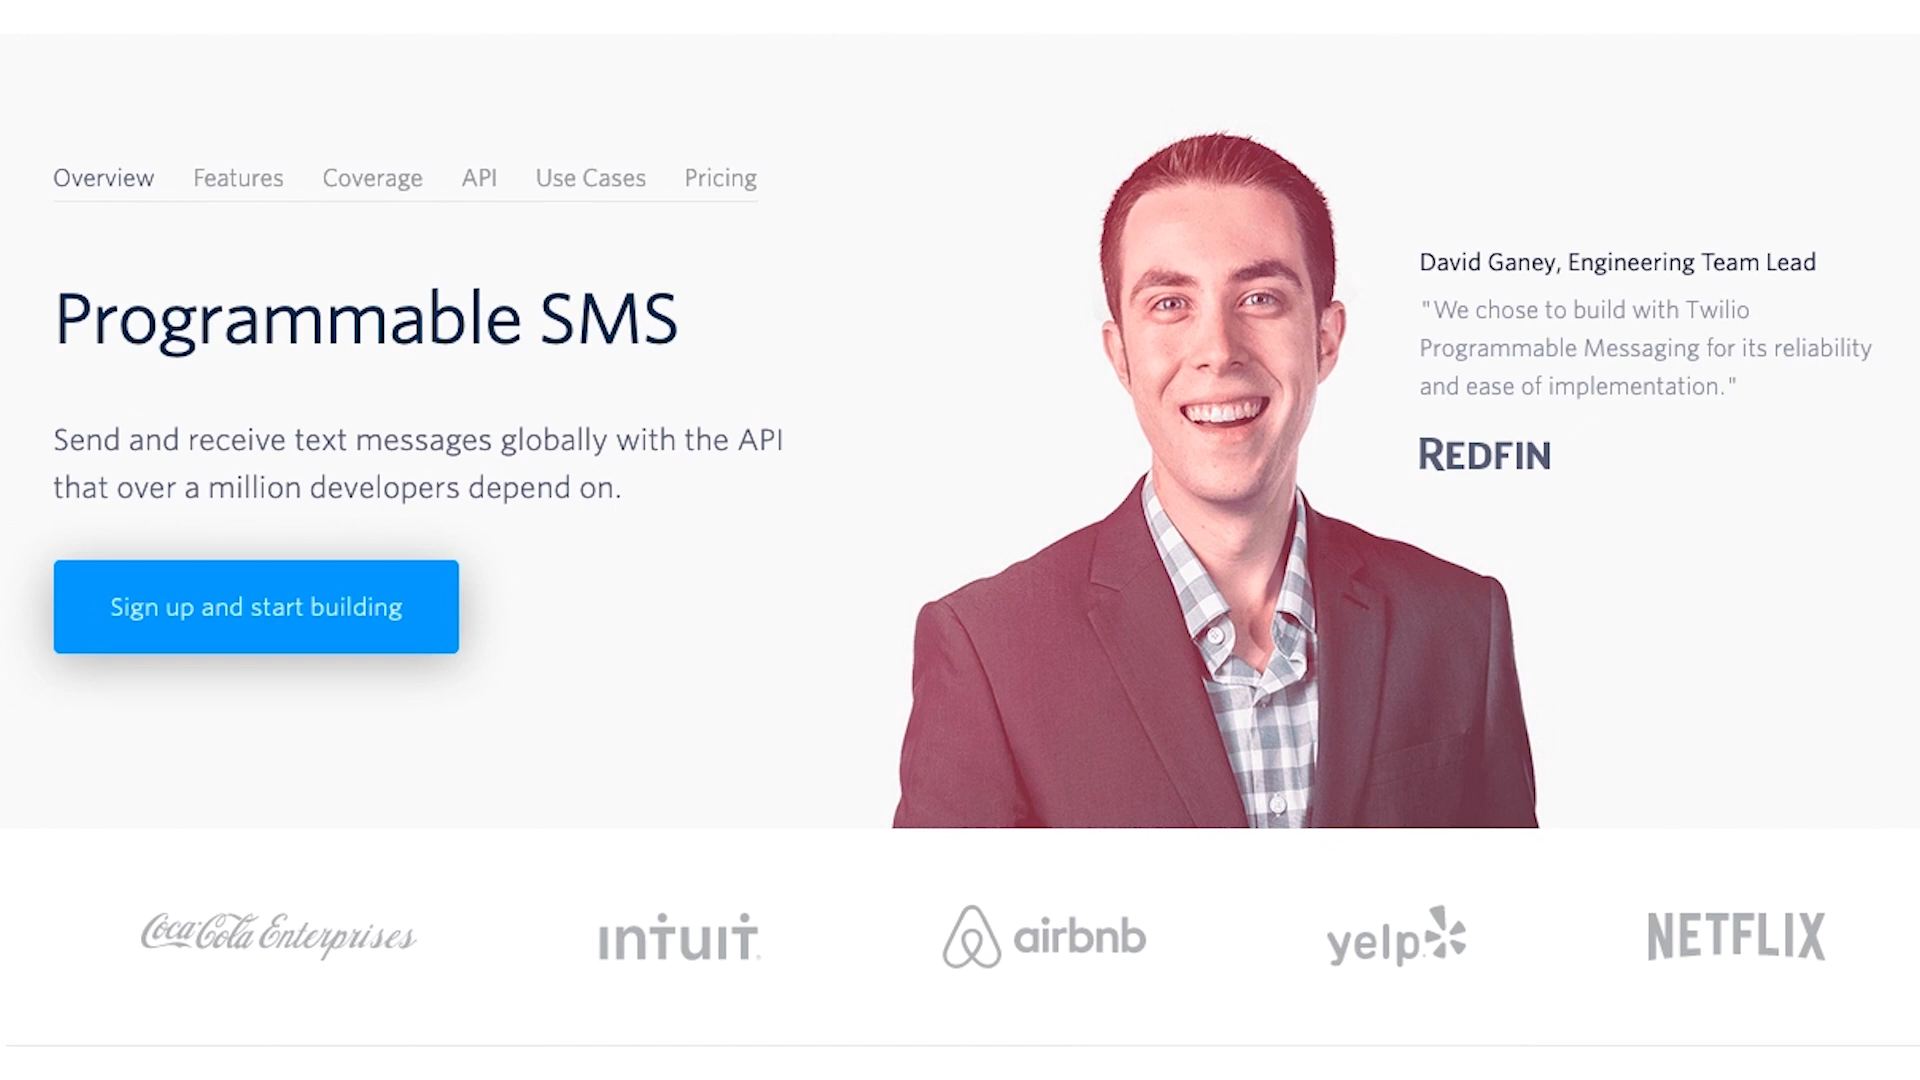 Overview Features Coverage API Use Cases Pricing
Programmable SMS
Send and receive text messages globally with the API
that over a million developers depend on.
Sign up and start building
David Ganey, Engineering Team Lead
"We chose to build with Twilio
Programmable Messaging for its reliability
and ease of implementation."
REDFIN
Coca-Cola Enterprises intuit airbnb yelp NETFLIX